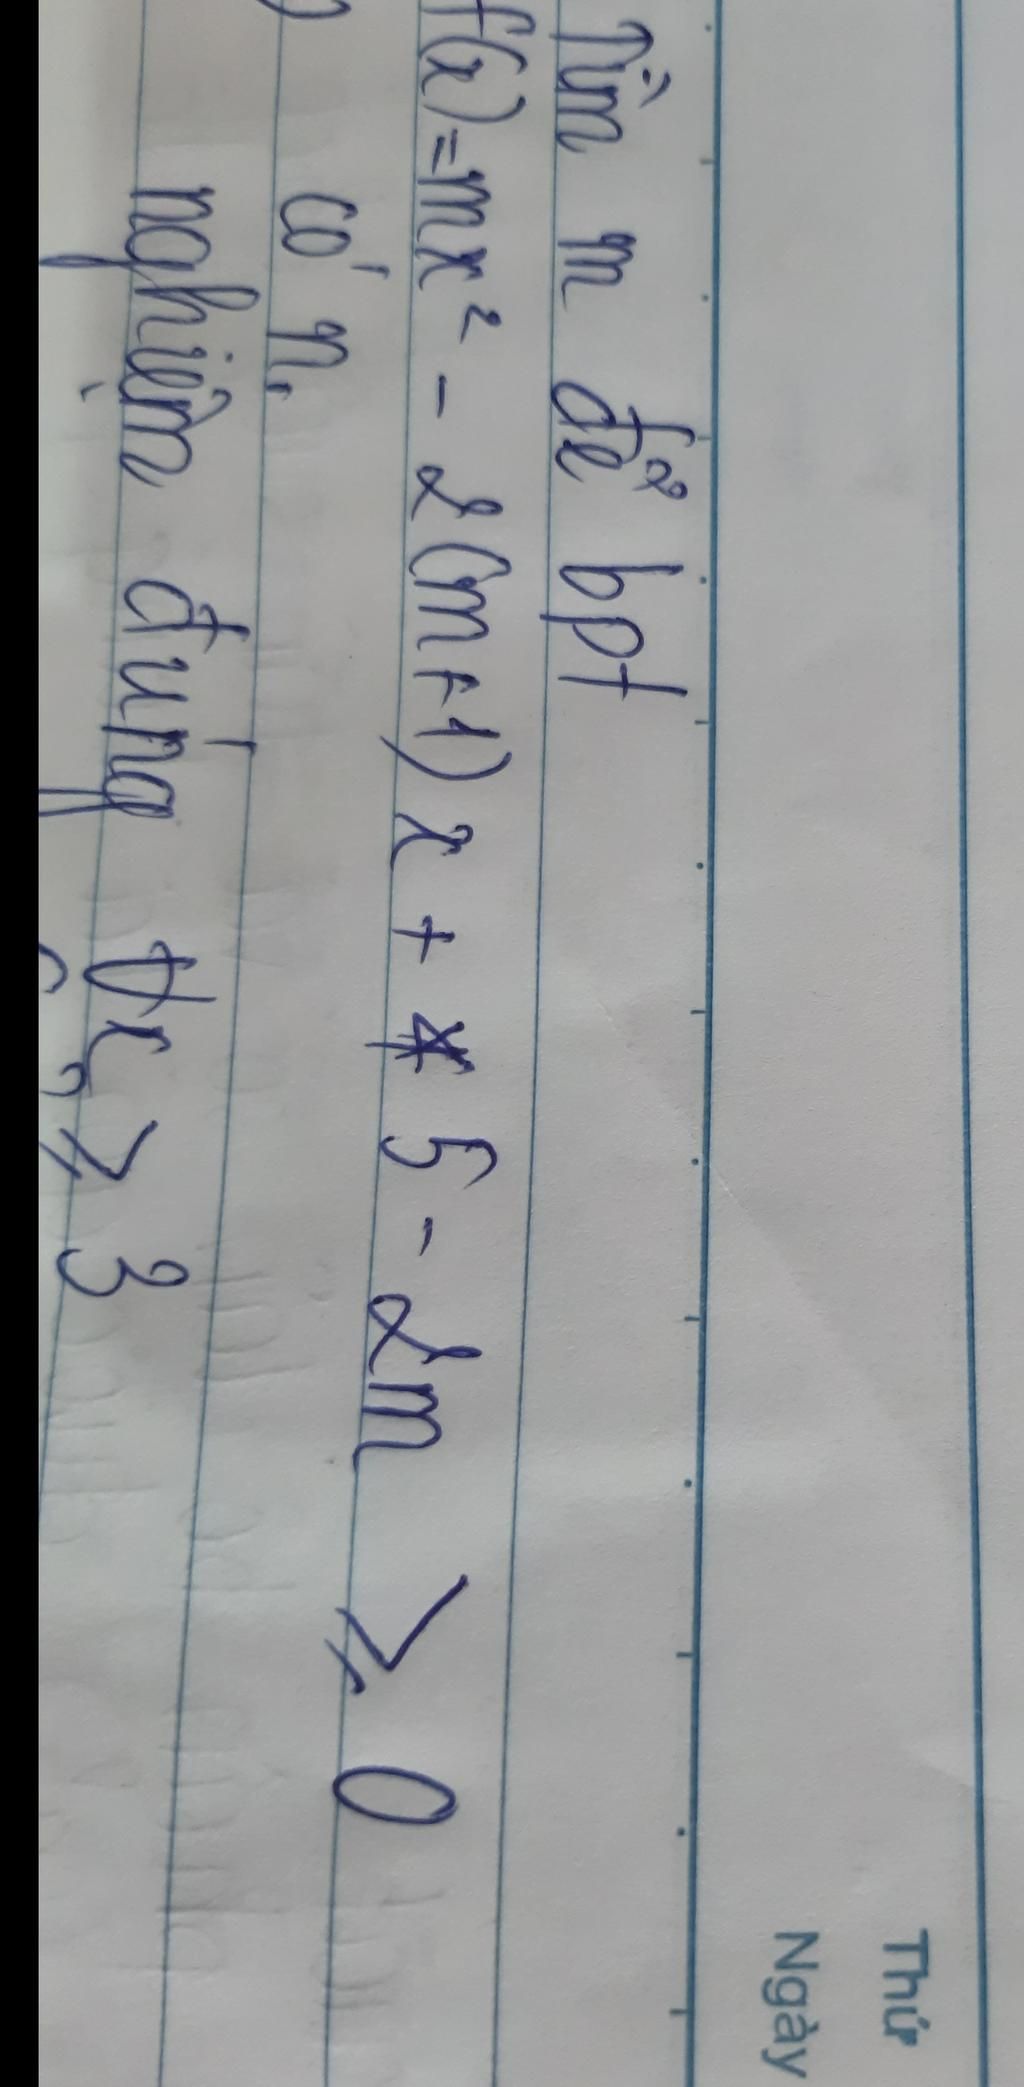 Thứ
Ngày
Tìm m để bpt
f(x) = mx² - 2(m+1)x + 5 - 2m ≥ 0
có n,
nghiệm đúng ∀x ≥ 3